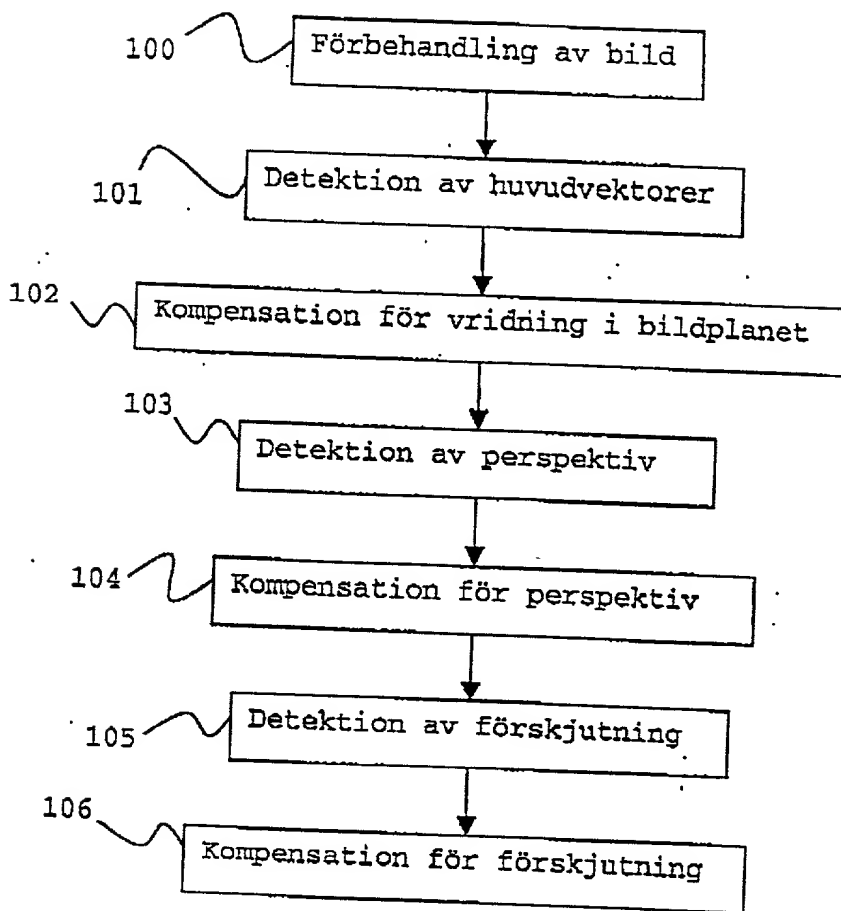 100 Förbehandling av bild
101 Detektion av huvudvektorer
102 Kompensation för vridning i bildplanet
103 Detektion av perspektiv
104 Kompensation för perspektiv
105 Detektion av förskjutning
106 Kompensation för förskjutning